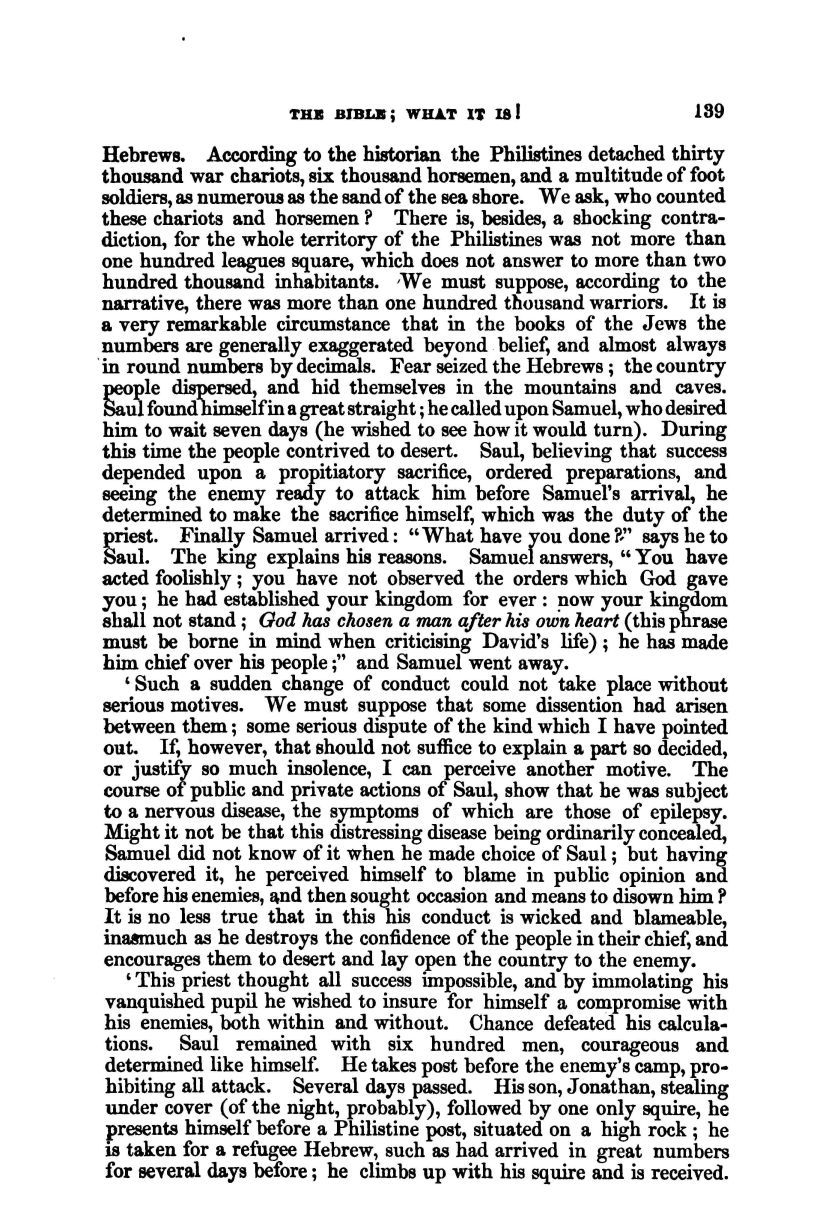 THE BIBLE; WHAT IT IS! 139
Hebrews. According to the historian the Philistines detached thirty
thousand war chariots, six thousand horsemen, and a multitude of foot
soldiers, as numerous as the sand of the sea shore. We ask, who counted
these chariots and horsemen? There is, besides, a shocking contra-
diction, for the whole territory of the Philistines was not more than
one hundred leagues square, which does not answer to more than two
hundred thousand inhabitants. We must suppose, according to the
narrative, there was more than one hundred thousand warriors. It is
a very remarkable circumstance that in the books of the Jews the
numbers are generally exaggerated beyond belief, and almost always
in round numbers by decimals. Fear seized the Hebrews; the country
people dispersed, and hid themselves in the mountains and caves.
Saul found himself in a great straight; he called upon Samuel, who desired
him to wait seven days (he wished to see how it would turn). During
this time the people contrived to desert. Saul, believing that success
depended upon a propitiatory sacrifice, ordered preparations, and
seeing the enemy ready to attack him before Samuel's arrival, he
determined to make the sacrifice himself, which was the duty of the
priest. Finally Samuel arrived: "What have you done?" says he to
Saul. The king explains his reasons. Samuel answers, "You have
acted foolishly; you have not observed the orders which God gave
you; he had established your kingdom for ever: now your kingdom
shall not stand; God has chosen a man after his own heart (this phrase
must be borne in mind when criticising David's life); he has made
him chief over his people;" and Samuel went away.
'Such a sudden change of conduct could not take place without
serious motives. We must suppose that some dissention had arisen
between them; some serious dispute of the kind which I have pointed
out. If, however, that should not suffice to explain a part so decided,
or justify so much insolence, I can perceive another motive. The
course of public and private actions of Saul, show that he was subject
to a nervous disease, the symptoms of which are those of epilepsy.
Might it not be that this distressing disease being ordinarily concealed,
Samuel did not know of it when he made choice of Saul; but having
discovered it, he perceived himself to blame in public opinion and
before his enemies, and then sought occasion and means to disown him?
It is no less true that in this his conduct is wicked and blameable,
inasmuch as he destroys the confidence of the people in their chief, and
encourages them to desert and lay open the country to the enemy.
'This priest thought all success impossible, and by immolating his
vanquished pupil he wished to insure for himself a compromise with
his enemies, both within and without. Chance defeated his calcula-
tions. Saul remained with six hundred men, courageous and
determined like himself. He takes post before the enemy's camp, pro-
hibiting all attack. Several days passed. His son, Jonathan, stealing
under cover (of the night, probably), followed by one only squire, he
presents himself before a Philistine post, situated on a high rock; he
is taken for a refugee Hebrew, such as had arrived in great numbers
for several days before; he climbs up with his squire and is received.